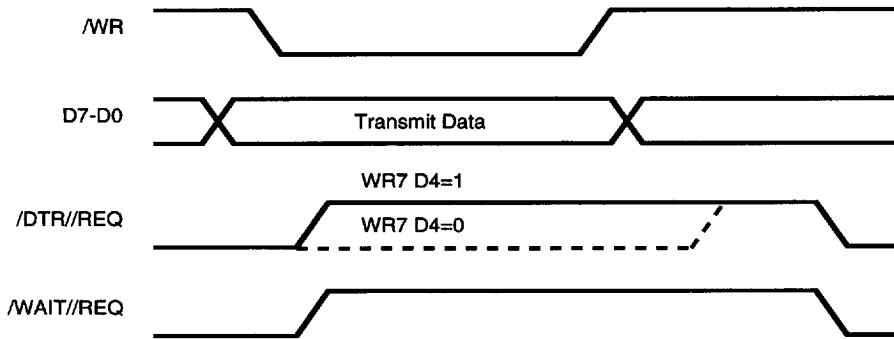 /WR
D7-D0
Transmit Data
WR7 D4=1
/DTR//REQ
WR7 D4=0
/WAIT//REQ